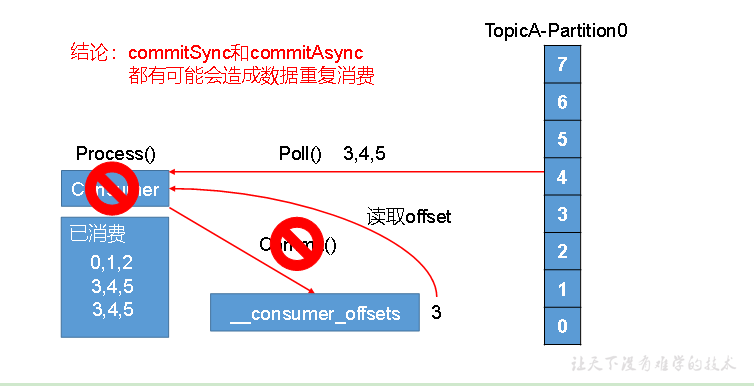 TopicA-Partition0
结论：commitSync和commitAsync
都有可能会造成数据重复消费
7
6
5
4
3
2
1
0
Process()
Poll() 3,4,5
Consumer
读取offset
已消费
0,1,2
3,4,5
3,4,5
Commit()
__consumer_offsets
3
让天下没有难学的技术